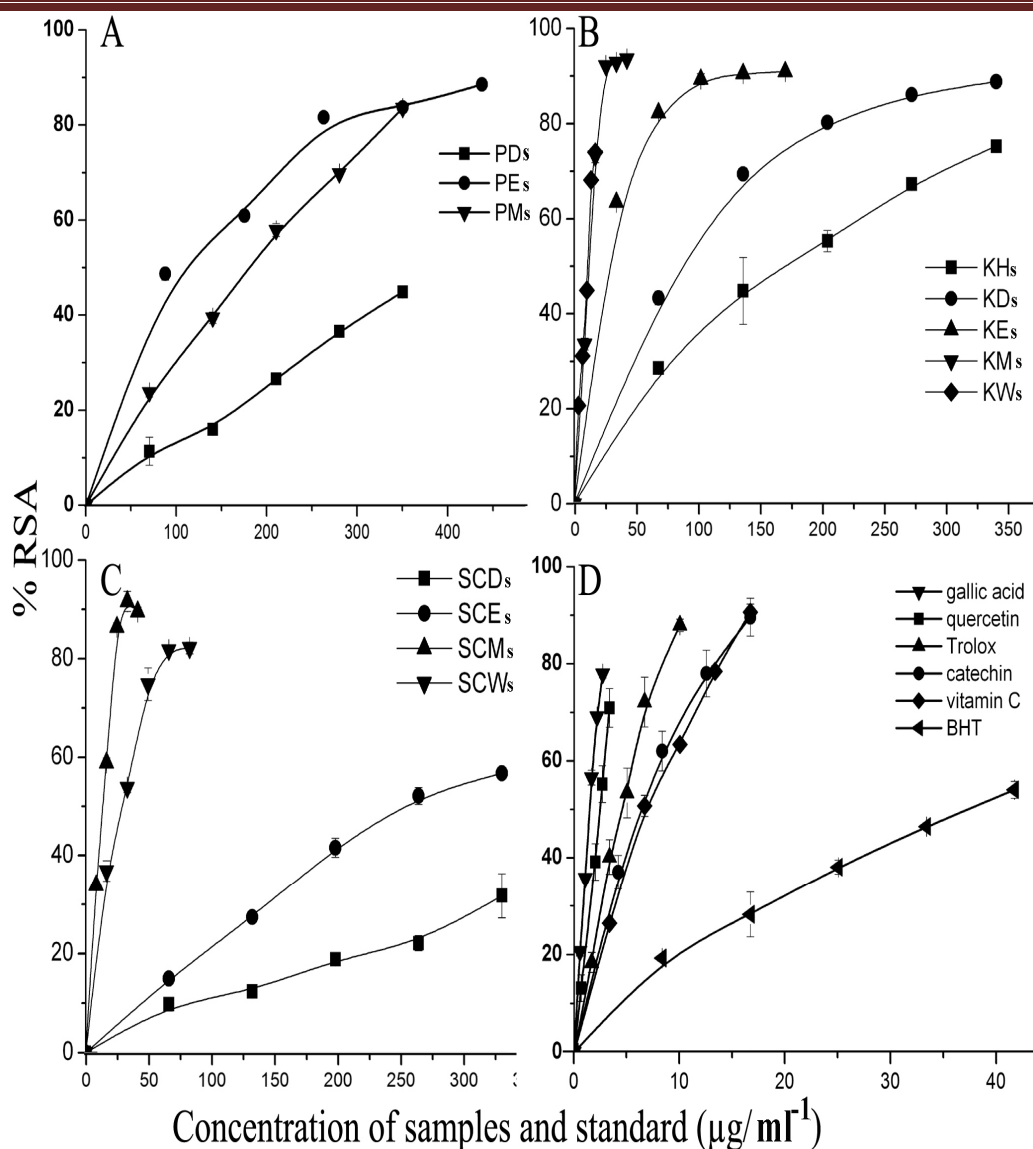 A
100
80
60
40
20
0
0 100 200 300 400
PDs
PEs
PMs
B
100
80
60
40
20
0
0 50 100 150 200 250 300 350
KHs
KDs
KEs
KMs
KWs
% RSA
C
100
80
60
40
20
0
0 50 100 150 200 250 300
SCDs
SCEs
SCMs
SCWs
D
100
80
60
40
20
0
0 10 20 30 40
gallic acid
quercetin
Trolox
catechin
vitamin C
BHT
Concentration of samples and standard (µg/ ml⁻¹)